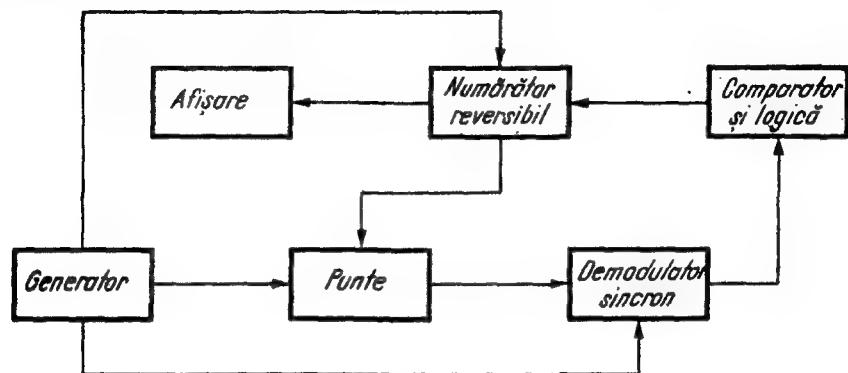 Afișare
Numărător
reversibil
Comparator
și logică
Generator
Punte
Demodulator
sincron